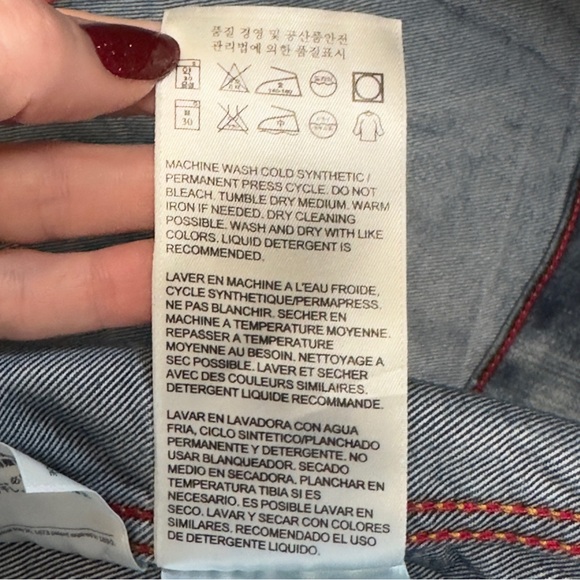 품질 경영 및 공산품안전
관리법에 의한 품질표시
약
30
중성
30
中
MACHINE WASH COLD SYNTHETIC /
PERMANENT PRESS CYCLE. DO NOT
BLEACH. TUMBLE DRY MEDIUM. WARM
IRON IF NEEDED. DRY CLEANING
POSSIBLE. WASH AND DRY WITH LIKE
COLORS. LIQUID DETERGENT IS
RECOMMENDED.
LAVER EN MACHINE A L'EAU FROIDE,
CYCLE SYNTHETIQUE/PERMAPRESS.
NE PAS BLANCHIR. SECHER EN
MACHINE A TEMPERATURE MOYENNE.
REPASSER A TEMPERATURE
MOYENNE AU BESOIN. NETTOYAGE A
SEC POSSIBLE. LAVER ET SECHER
AVEC DES COULEURS SIMILAIRES.
DETERGENT LIQUIDE RECOMMANDE.
LAVAR EN LAVADORA CON AGUA
FRIA, CICLO SINTETICO/PLANCHADO
PERMANENTE Y DETERGENTE. NO
USAR BLANQUEADOR. SECADO
MEDIO EN SECADORA. PLANCHAR EN
TEMPERATURA TIBIA SI ES
NECESARIO. ES POSIBLE LAVAR EN
SECO. LAVAR Y SECAR CON COLORES
SIMILARES. RECOMENDADO EL USO
DE DETERGENTE LIQUIDO.